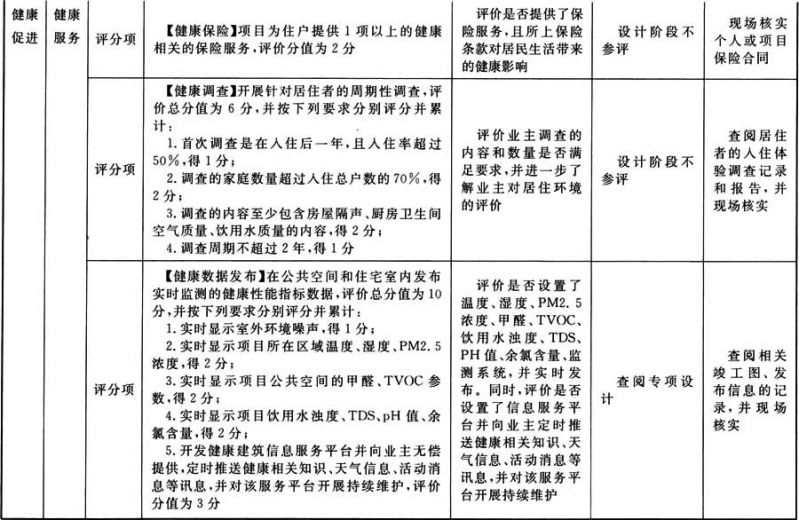 健康
促进
健康
服务
评分项
【健康保险】项目为住户提供1项以上的健康
相关的保险服务,评价分值为2分
评价是否提供了保
险服务,且所上保险
条款对居民生活带来
的健康影响
设计阶段不
参评
现场核实
个人或项目
保险合同
评分项
【健康调查】开展针对居住者的周期性调查,评
价总分值为6分,并按下列要求分别评分并累
计:
1.首次调查是在入住后一年,且入住率超过
50%,得1分;
2.调查的家庭数量超过入住总户数的70%,得
2分;
3.调查的内容至少包含房屋隔声、厨房卫生间
空气质量、饮用水质量的内容,得2分;
4.调查周期不超过2年,得1分
评价业主调查的
内容和数量是否满
足要求,并进一步了
解业主对居住环境
的评价
设计阶段不
参评
查阅居住
者的入住体
验调查记录
和报告,并
现场核实
评分项
【健康数据发布】在公共空间和住宅室内发布
实时监测的健康性能指标数据,评价总分值为10
分,并按下列要求分别评分并累计:
1.实时显示室外环境噪声,得1分;
2.实时显示项目所在区域温度、湿度、PM2.5
浓度,得2分;
3.实时显示项目公共空间的甲醛、TVOC参
数,得2分;
4.实时显示项目饮用水浊度、TDS、pH值、余
氯含量,得2分;
5.开发健康建筑信息服务平台并向业主无偿
提供,定时推送健康相关知识、天气信息、活动消
息等讯息,并对该服务平台开展持续维护,评价
分值为3分
评价是否设置了
温度、湿度、PM2.5
浓度、甲醛、TVOC、
饮用水浊度、TDS、
PH值、余氯含量、监
测系统,并实时发
布。同时,评价是否
设置了信息服务平
台并向业主定时推
送健康相关知识、天
气信息、活动消息等
讯息,并对该服务平
台开展持续维护
查阅专项设
计
查阅相关
竣工图、发
布信息的记
录,并现场
核实